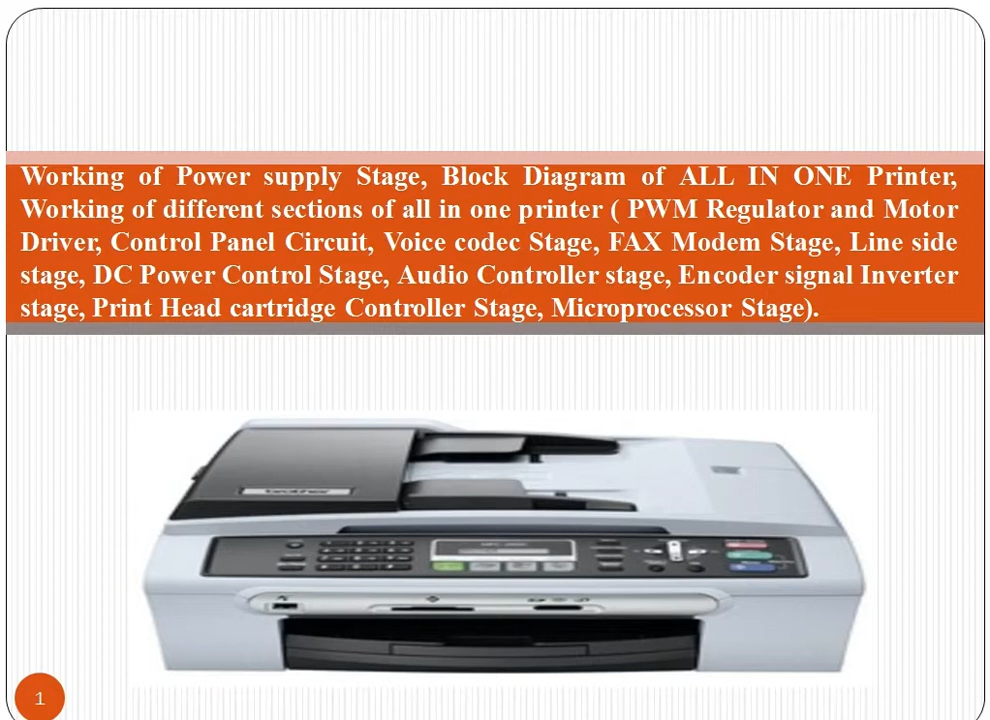 Working of Power supply Stage, Block Diagram of ALL IN ONE Printer,
Working of different sections of all in one printer ( PWM Regulator and Motor
Driver, Control Panel Circuit, Voice codec Stage, FAX Modem Stage, Line side
stage, DC Power Control Stage, Audio Controller stage, Encoder signal Inverter
stage, Print Head cartridge Controller Stage, Microprocessor Stage).
brother
1